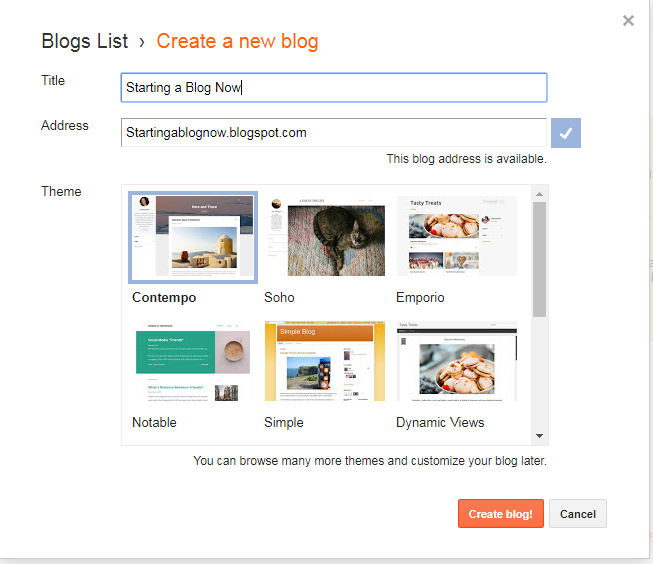 Blogs List › Create a new blog
Title
Starting a Blog Now
Address
Startingablognow.blogspot.com
This blog address is available.
Theme
Here and There
Tasty Treats
Contempo
Soho
Emporio
Social Media "Friends"
What's Distance Between Friends?
Simple Blog
Tasty Treats
Notable
Simple
Dynamic Views
You can browse many more themes and customize your blog later.
Create blog!
Cancel